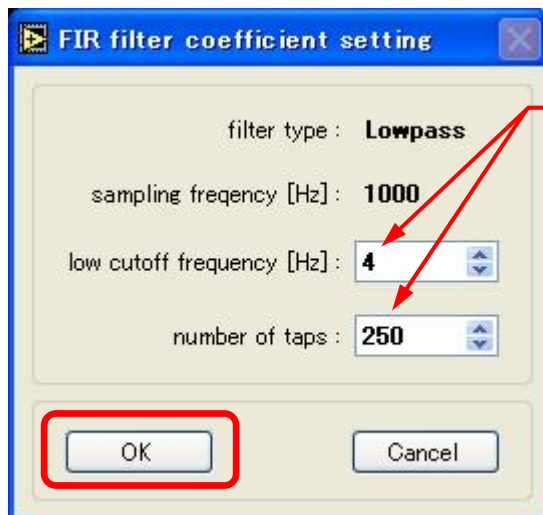 FIR filter coefficient setting
filter type : Lowpass
sampling freqency [Hz] : 1000
low cutoff frequency [Hz] : 4
number of taps : 250
OK Cancel